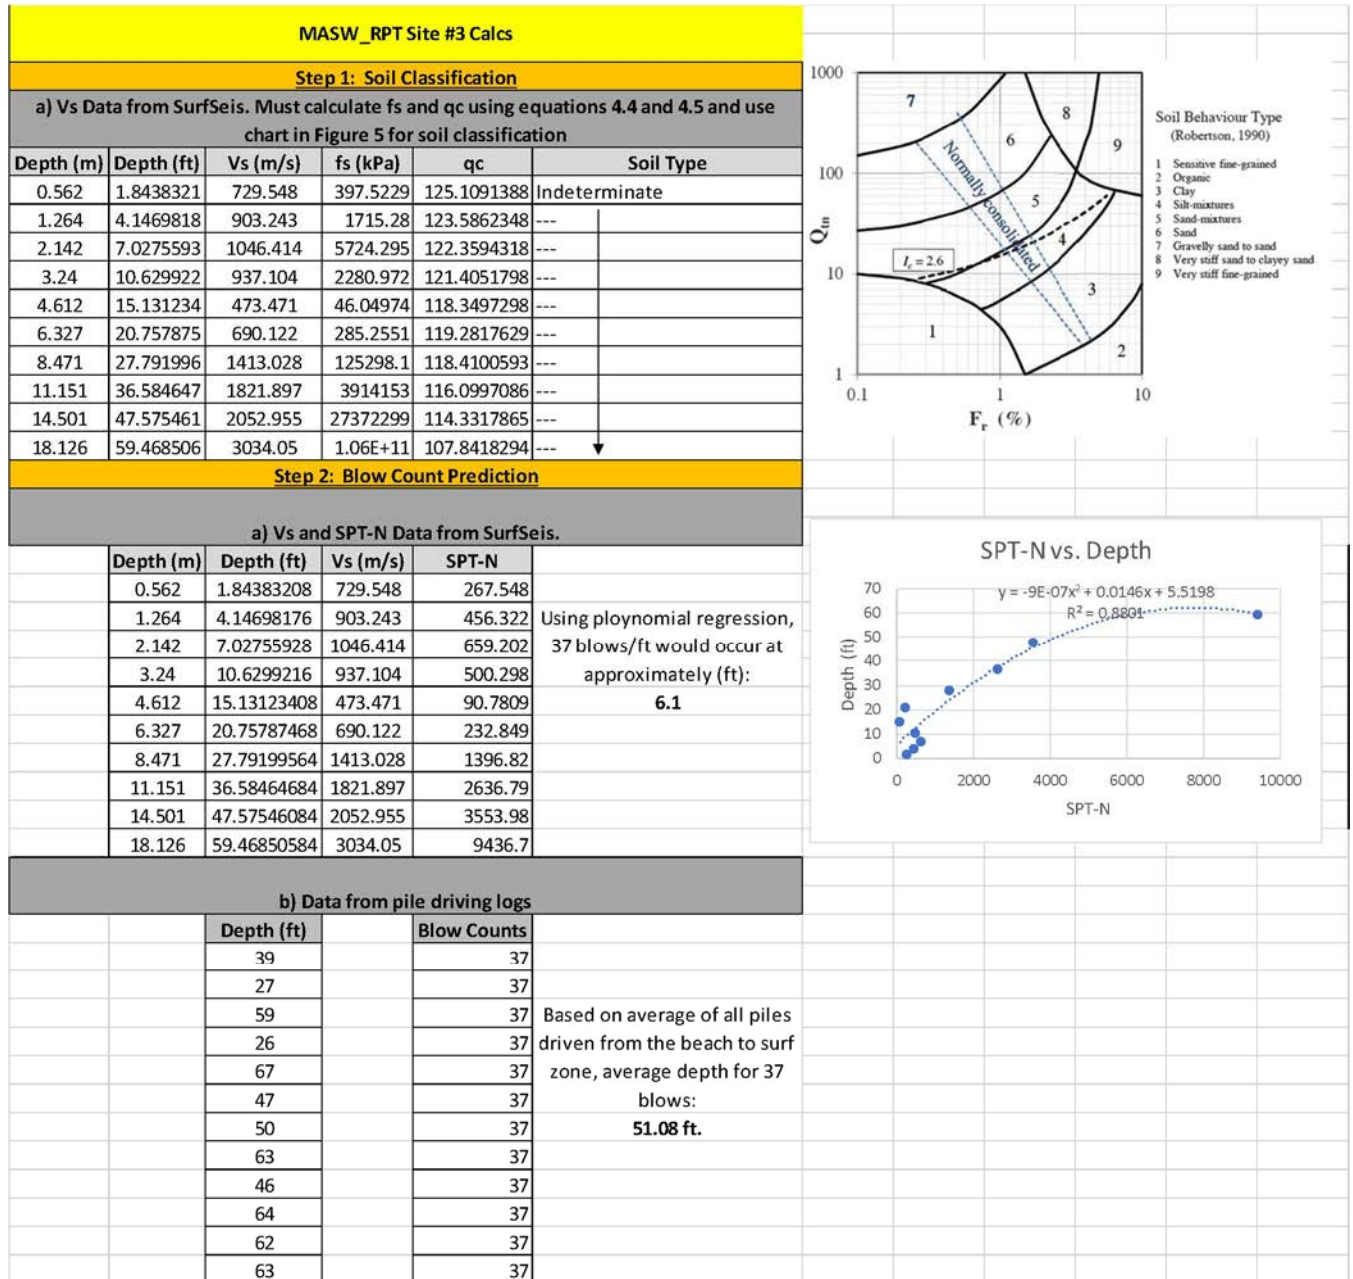 MASW_RPT Site #3 Calcs
Step 1: Soil Classification
a) Vs Data from SurfSeis. Must calculate fs and qc using equations 4.4 and 4.5 and use
chart in Figure 5 for soil classification
Depth (m) Depth (ft) Vs (m/s) fs (kPa) qc Soil Type
0.562 1.8438321 729.548 397.5229 125.1091388 Indeterminate
1.264 4.1469818 903.243 1715.28 123.5862348 ---
2.142 7.0275593 1046.414 5724.295 122.3594318 ---
3.24 10.629922 937.104 2280.972 121.4051798 ---
4.612 15.131234 473.471 46.04974 118.3497298 ---
6.327 20.757875 690.122 285.2551 119.2817629 ---
8.471 27.791996 1413.028 125298.1 118.4100593 ---
11.151 36.584647 1821.897 3914153 116.0997086 ---
14.501 47.575461 2052.955 27372299 114.3317865 ---
18.126 59.468506 3034.05 1.06E+11 107.8418294 ---
1000
100
10
1
0.1 1 10
Qtn
Fr (%)
7
8
6
9
5
4
3
1
2
Normally consolidated
Ic = 2.6
Soil Behaviour Type
(Robertson, 1990)
1 Sensitive fine-grained
2 Organic
3 Clay
4 Silt-mixtures
5 Sand-mixtures
6 Sand
7 Gravelly sand to sand
8 Very stiff sand to clayey sand
9 Very stiff fine-grained
Step 2: Blow Count Prediction
a) Vs and SPT-N Data from SurfSeis.
Depth (m) Depth (ft) Vs (m/s) SPT-N
0.562 1.84383208 729.548 267.548
1.264 4.14698176 903.243 456.322
2.142 7.02755928 1046.414 659.202
3.24 10.6299216 937.104 500.298
4.612 15.13123408 473.471 90.7809
6.327 20.75787468 690.122 232.849
8.471 27.79199564 1413.028 1396.82
11.151 36.58464684 1821.897 2636.79
14.501 47.57546084 2052.955 3553.98
18.126 59.46850584 3034.05 9436.7
Using ploynomial regression,
37 blows/ft would occur at
approximately (ft):
6.1
SPT-N vs. Depth
y = -9E-07x² + 0.0146x + 5.5198
R² = 0.8801
Depth (ft)
70
60
50
40
30
20
10
0
0 2000 4000 6000 8000 10000
SPT-N
b) Data from pile driving logs
Depth (ft) Blow Counts
39 37
27 37
59 37
26 37
67 37
47 37
50 37
63 37
46 37
64 37
62 37
63 37
Based on average of all piles
driven from the beach to surf
zone, average depth for 37
blows:
51.08 ft.